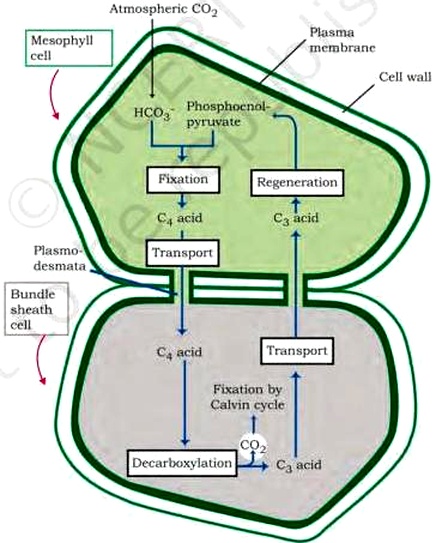 Atmospheric CO2
Mesophyll
cell
Plasma
membrane
Cell wall
HCO3-
Phosphoenol-
pyruvate
Fixation
Regeneration
C4 acid
C3 acid
Transport
Plasmo-
desmata
Bundle
sheath
cell
C4 acid
Transport
Fixation by
Calvin cycle
CO2
Decarboxylation
C3 acid